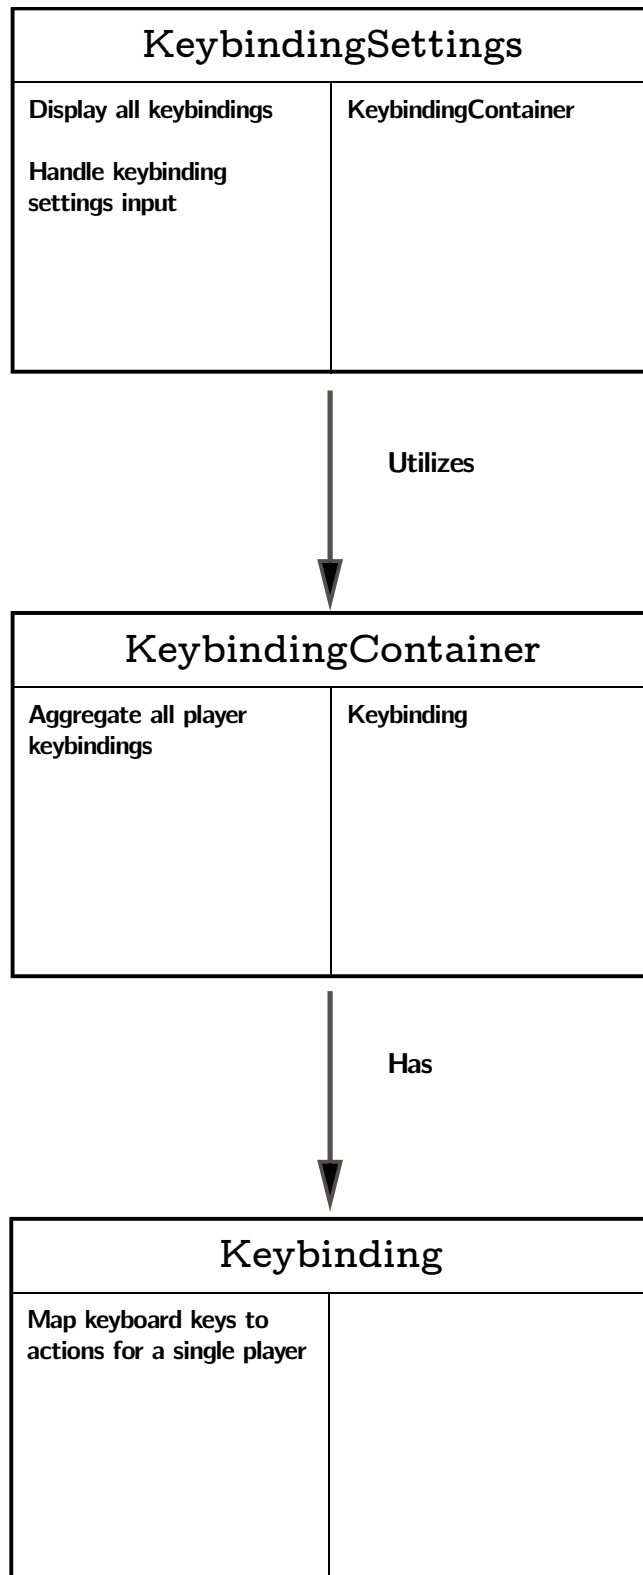 KeybindingSettings
Display all keybindings
Handle keybinding
settings input
KeybindingContainer
Utilizes
KeybindingContainer
Aggregate all player
keybindings
Keybinding
Has
Keybinding
Map keyboard keys to
actions for a single player